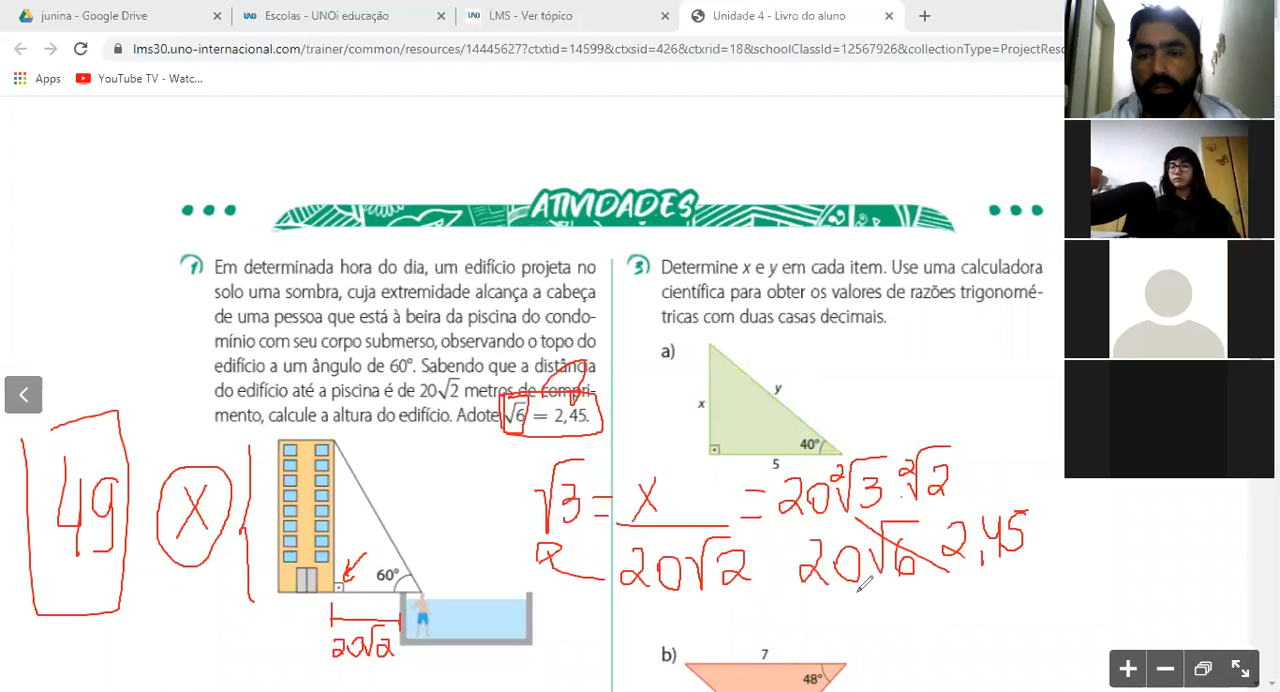 junina - Google Drive
Escolas - UNOi educação
LMS - Ver tópico
Unidade 4 - Livro do aluno
lms30.uno-internacional.com/trainer/common/resources/14445627?ctxtid=14599&ctxsid=426&ctxrid=18&schoolClassId=12567926&collectionType=ProjectReso
Apps
YouTube TV - Watc...
ATIVIDADES
1 Em determinada hora do dia, um edifício projeta no
solo uma sombra, cuja extremidade alcança a cabeça
de uma pessoa que está à beira da piscina do condo-
mínio com seu corpo submerso, observando o topo do
edifício a um ângulo de 60°. Sabendo que a distância
do edifício até a piscina é de 20√2 metros de compri-
mento, calcule a altura do edifício. Adote √6 = 2,45.
49
X
60°
20√2
3 Determine x e y em cada item. Use uma calculadora
científica para obter os valores de razões trigonomé-
tricas com duas casas decimais.
a)
y
x
40°
5
√3 = X = 20 ²√3 . ²√2
20√2
20√6 2,45
b)
7
48°